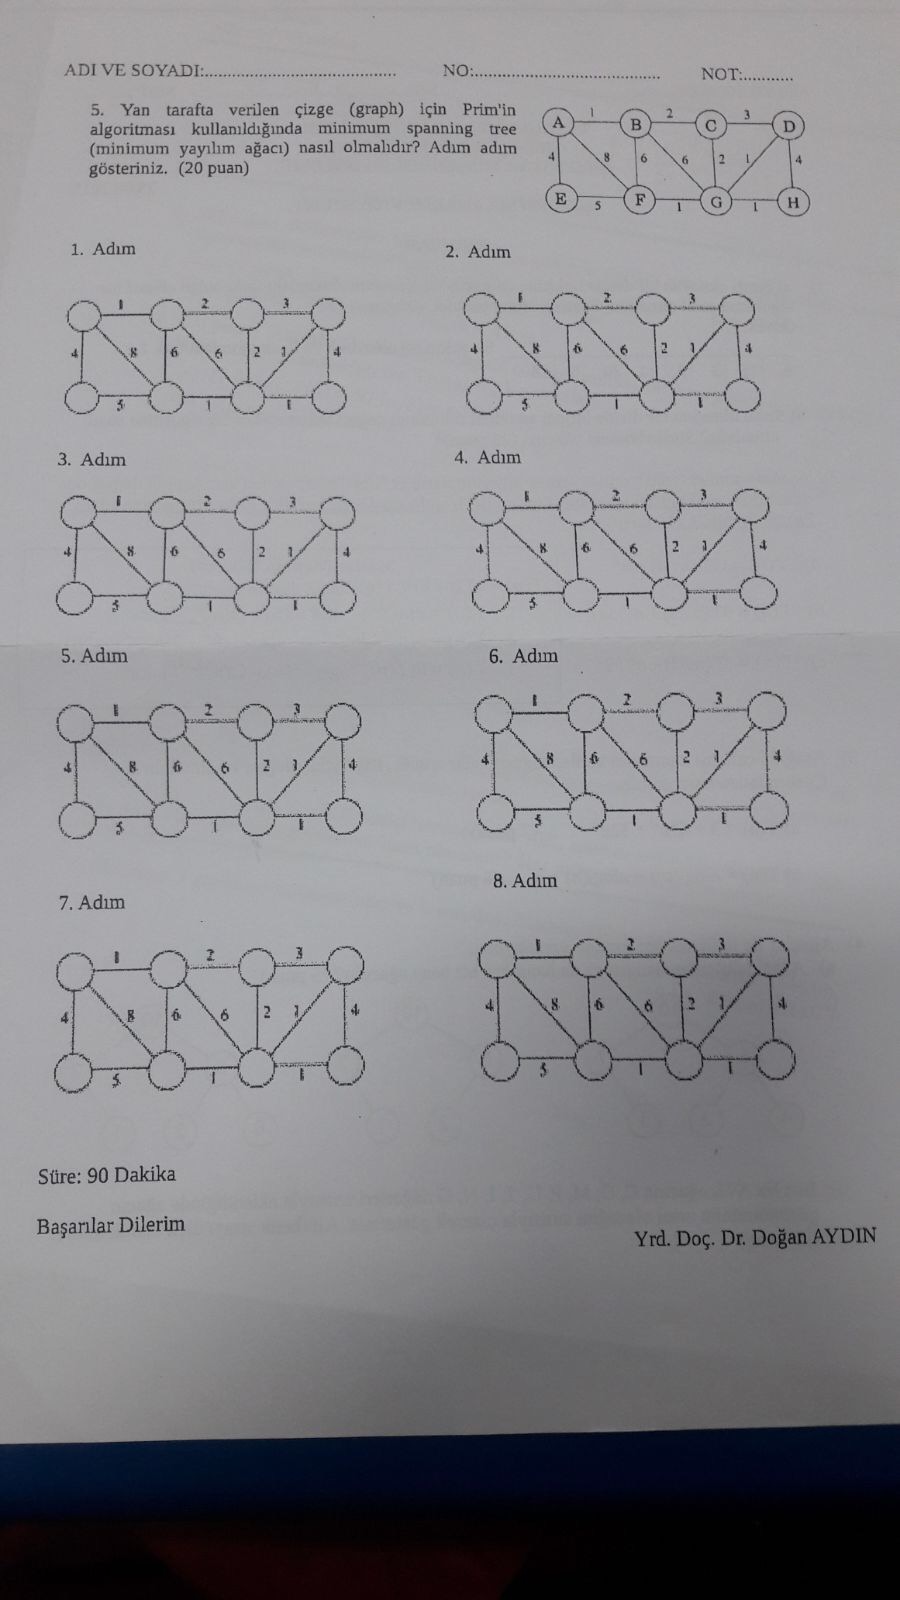 ADI VE SOYADI:........................................... NO:.......................................... NOT:...........
5. Yan tarafta verilen çizge (graph) için Prim'in
algoritması kullanıldığında minimum spanning tree
(minimum yayılım ağacı) nasıl olmalıdır? Adım adım
gösteriniz. (20 puan)
1 2 3
A B C D
4 8 6 6 2 1 4
E F G H
5 1 1
1. Adım 2. Adım
1 2 3 1 2 3
4 8 6 6 2 1 4 4 8 6 6 2 1 4
5 1 1 5 1 1
3. Adım 4. Adım
1 2 3 1 2 3
4 8 6 6 2 1 4 4 8 6 6 2 1 4
5 1 1 5 1 1
5. Adım 6. Adım
1 2 3 1 2 3
4 8 6 6 2 1 4 4 8 6 6 2 1 4
5 1 1 5 1 1
7. Adım 8. Adım
1 2 3 1 2 3
4 8 6 6 2 1 4 4 8 6 6 2 1 4
5 1 1 5 1 1
Süre: 90 Dakika
Başarılar Dilerim
Yrd. Doç. Dr. Doğan AYDIN